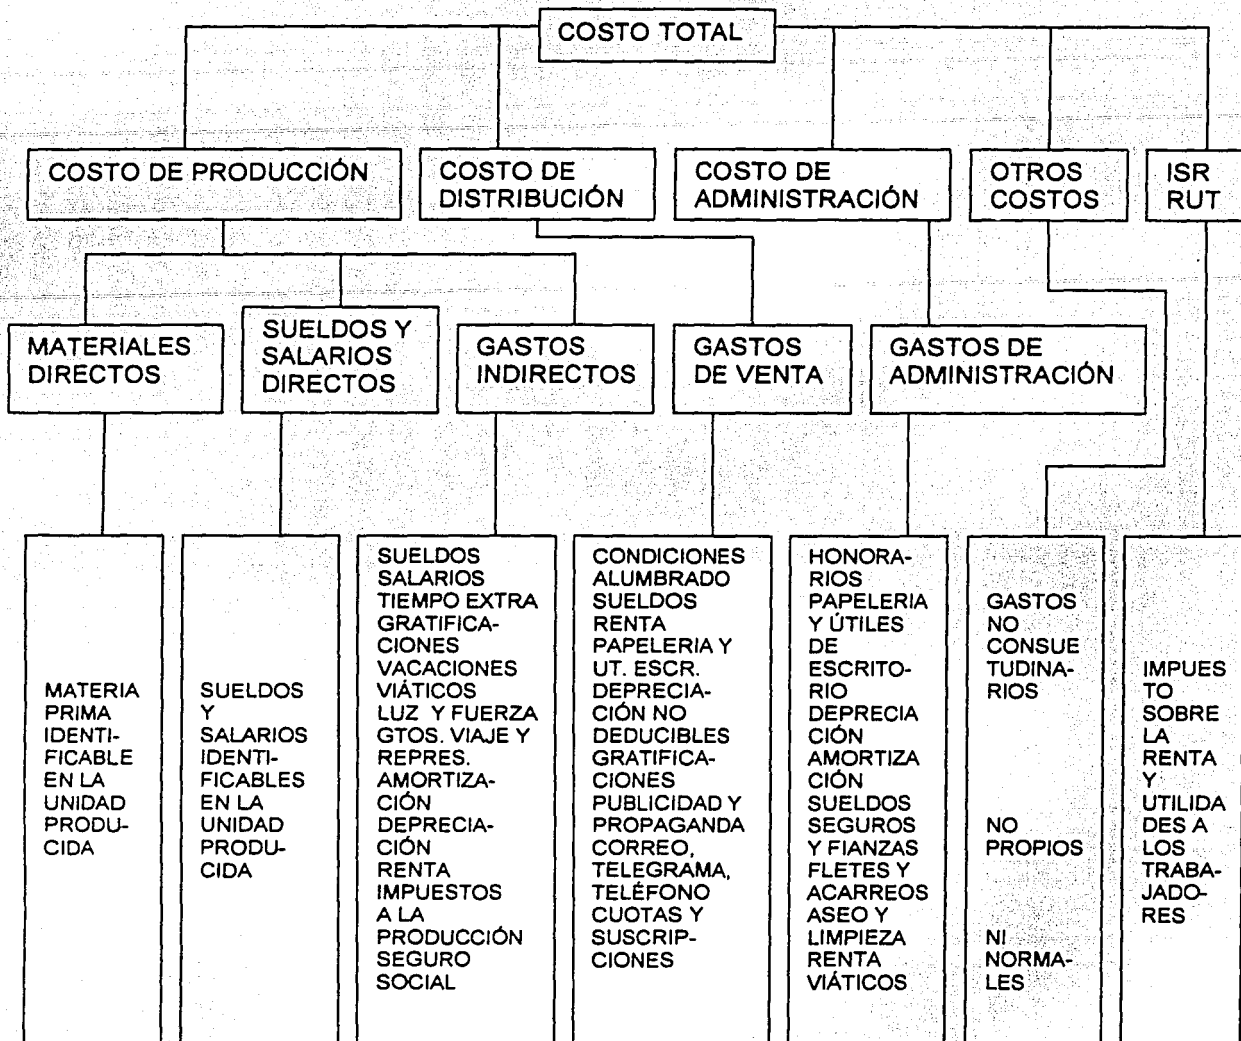 COSTO TOTAL
COSTO DE PRODUCCIÓN
COSTO DE
DISTRIBUCIÓN
COSTO DE
ADMINISTRACIÓN
OTROS
COSTOS
ISR
RUT
MATERIALES
DIRECTOS
SUELDOS Y
SALARIOS
DIRECTOS
GASTOS
INDIRECTOS
GASTOS
DE VENTA
GASTOS DE
ADMINISTRACIÓN
MATERIA
PRIMA
IDENTI-
FICABLE
EN LA
UNIDAD
PRODU-
CIDA
SUELDOS
Y
SALARIOS
IDENTI-
FICABLES
EN LA
UNIDAD
PRODU-
CIDA
SUELDOS
SALARIOS
TIEMPO EXTRA
GRATIFICA-
CIONES
VACACIONES
VIÁTICOS
LUZ Y FUERZA
GTOS. VIAJE Y
REPRES.
AMORTIZA-
CIÓN
DEPRECIA-
CIÓN
RENTA
IMPUESTOS
A LA
PRODUCCIÓN
SEGURO
SOCIAL
CONDICIONES
ALUMBRADO
SUELDOS
RENTA
PAPELERIA Y
UT. ESCR.
DEPRECIA-
CIÓN NO
DEDUCIBLES
GRATIFICA-
CIONES
PUBLICIDAD Y
PROPAGANDA
CORREO,
TELEGRAMA,
TELÉFONO
CUOTAS Y
SUSCRIP-
CIONES
HONORA-
RIOS
PAPELERIA
Y ÚTILES
DE
ESCRITO-
RIO
DEPRECIA
CIÓN
AMORTIZA
CIÓN
SUELDOS
SEGUROS
Y FIANZAS
FLETES Y
ACARREOS
ASEO Y
LIMPIEZA
RENTA
VIÁTICOS
GASTOS
NO
CONSUE
TUDINA-
RIOS
NO
PROPIOS
NI
NORMA-
LES
IMPUES
TO
SOBRE
LA
RENTA
Y
UTILIDA
DES A
LOS
TRABA-
JADO-
RES